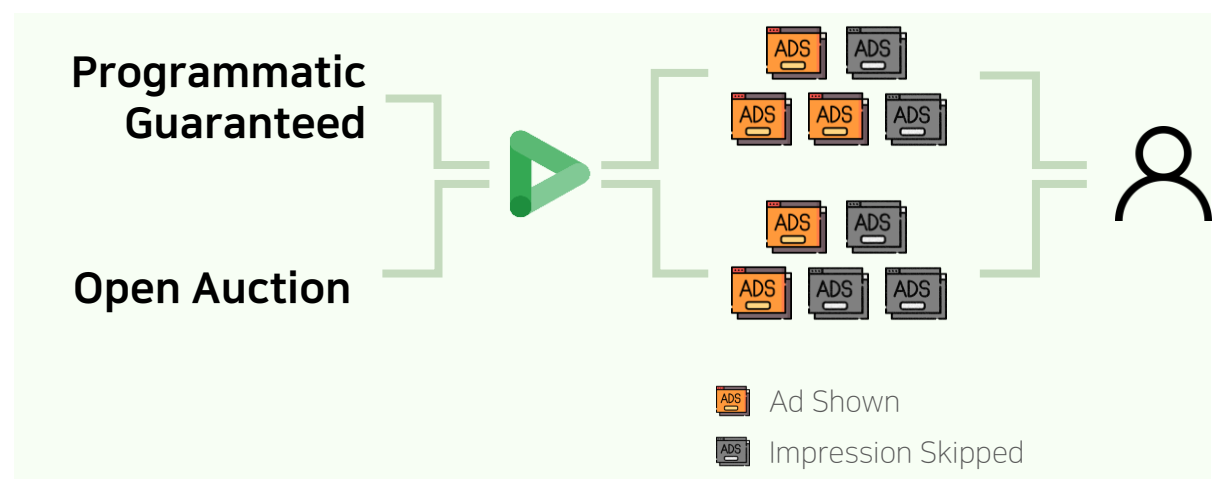 Programmatic
Guaranteed
ADS ADS
ADS ADS ADS
Open Auction
ADS ADS
ADS ADS ADS
ADS Ad Shown
ADS Impression Skipped